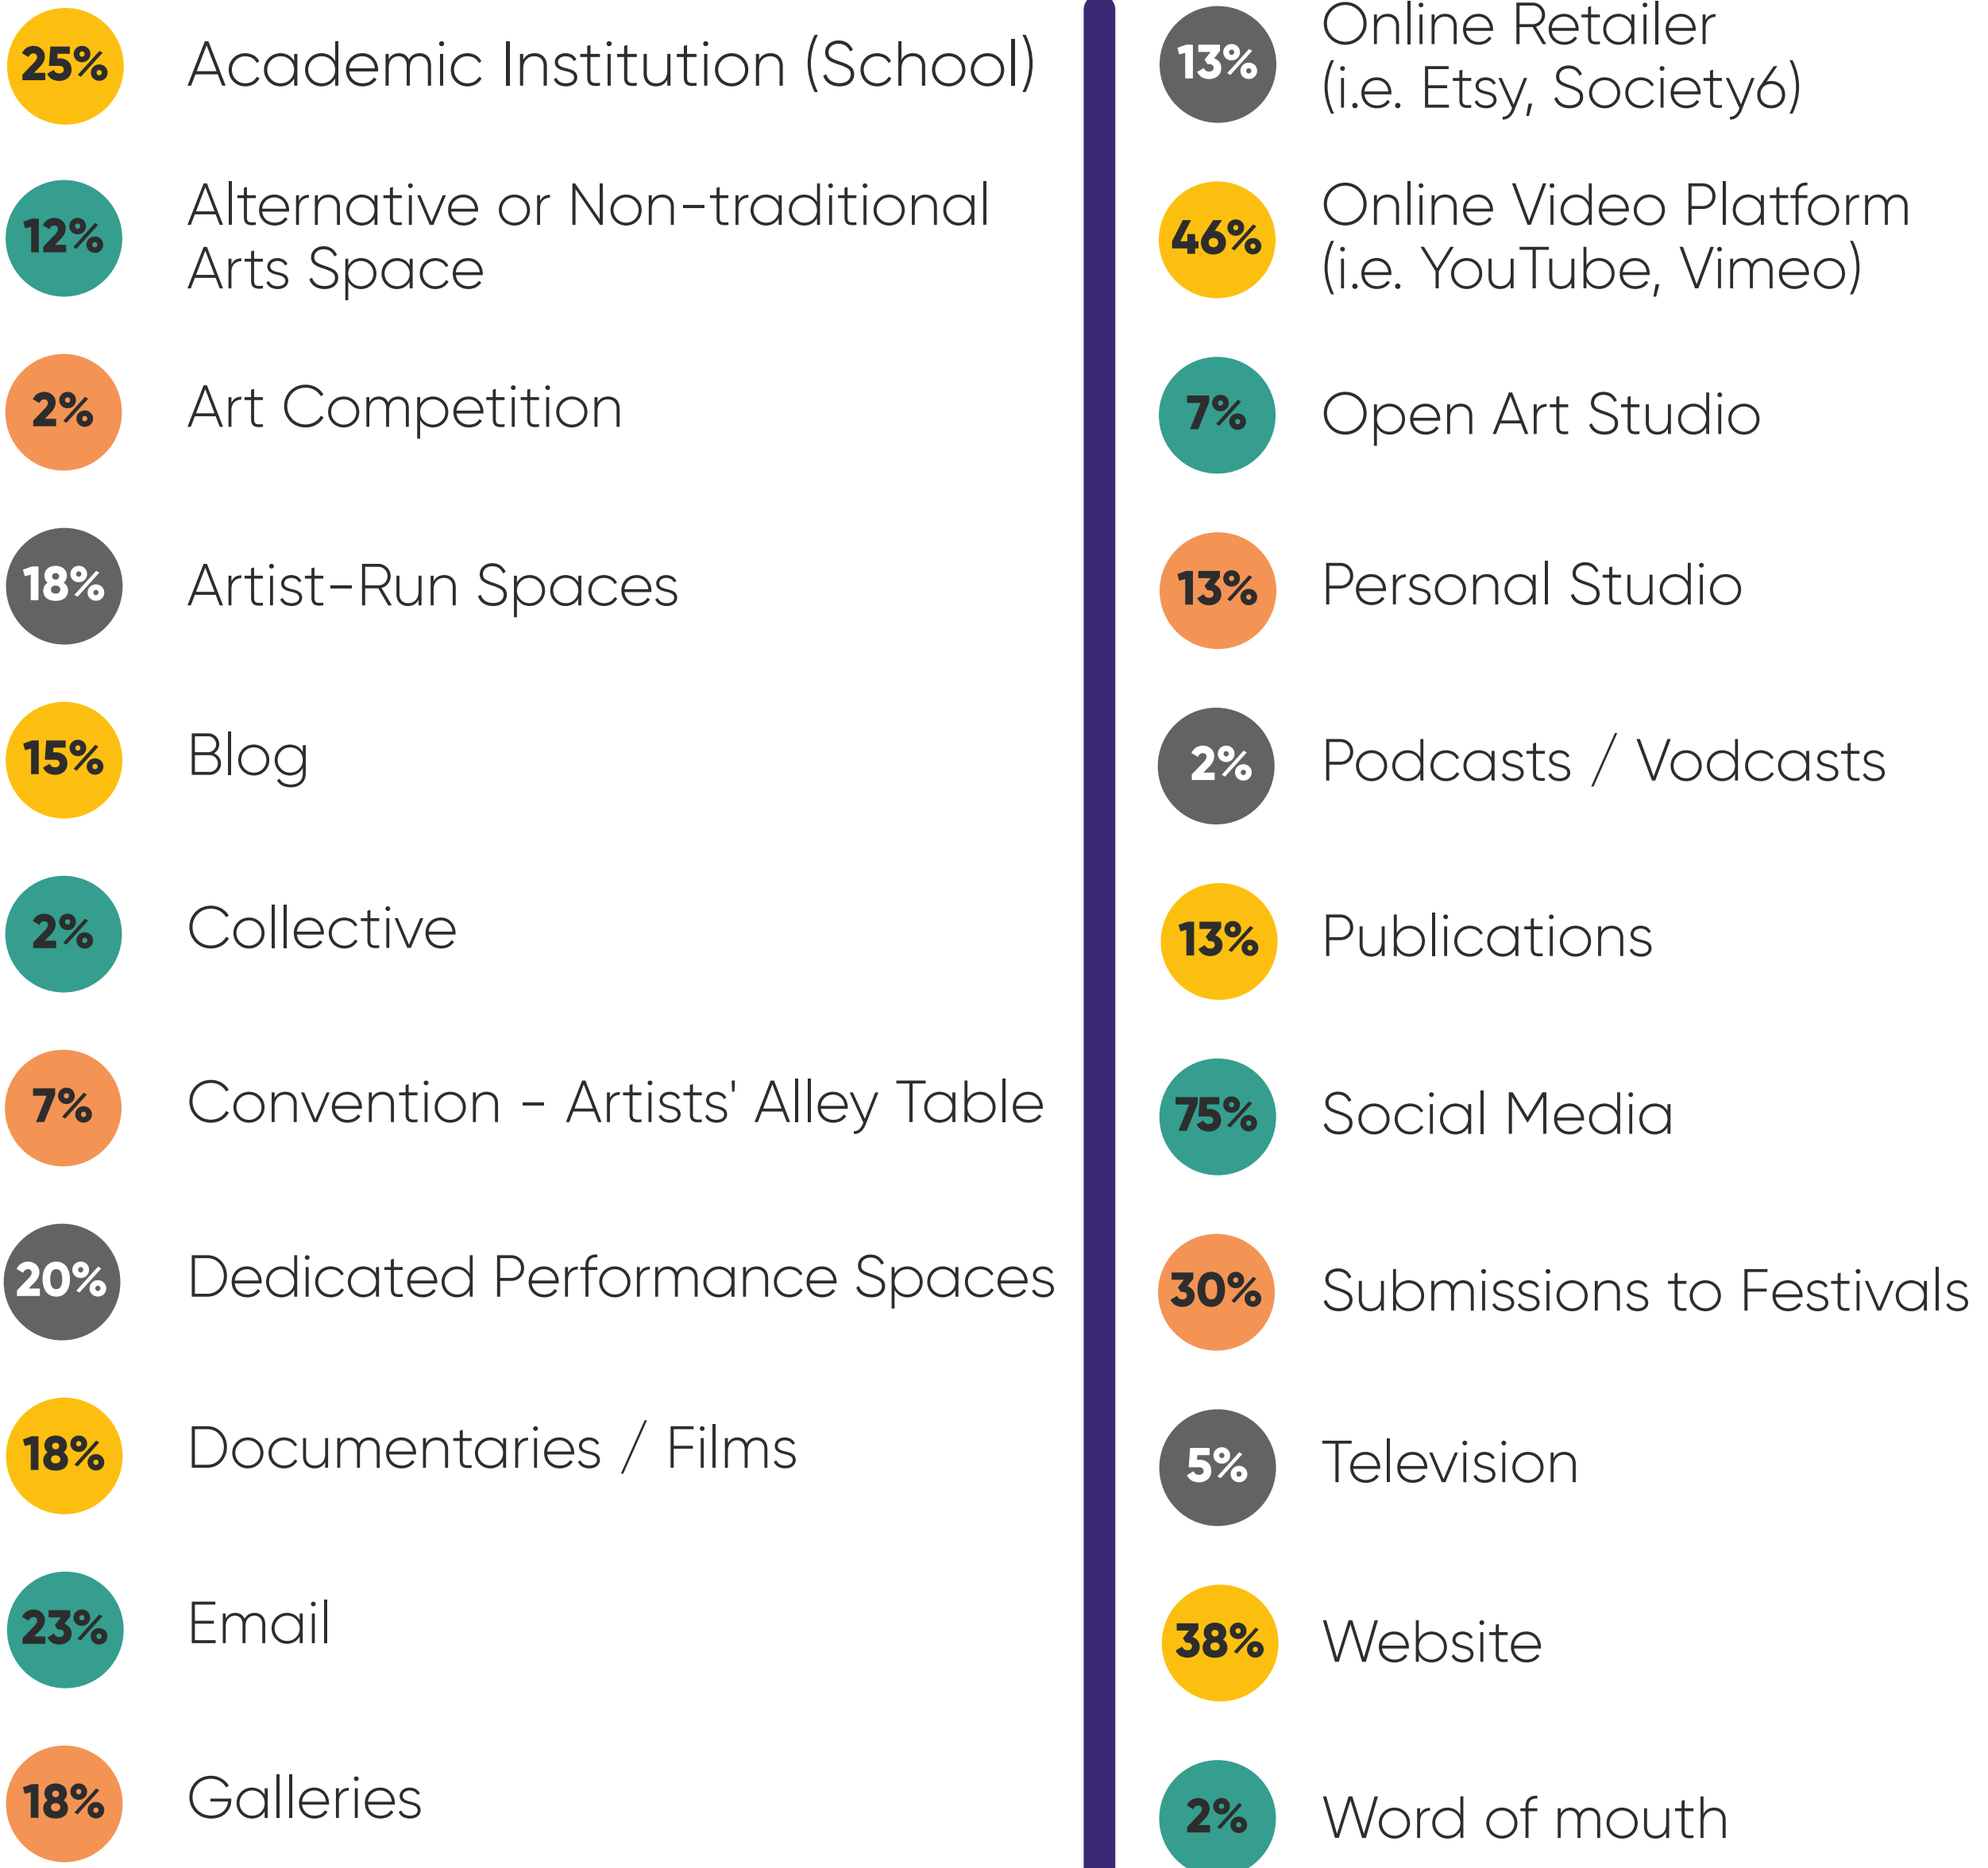 25% Academic Institution (School)
12% Alternative or Non-traditional
Arts Space
2% Art Competition
18% Artist-Run Spaces
15% Blog
2% Collective
7% Convention - Artists' Alley Table
20% Dedicated Performance Spaces
18% Documentaries / Films
23% Email
18% Galleries
13% Online Retailer
(i.e. Etsy, Society6)
46% Online Video Platform
(i.e. YouTube, Vimeo)
7% Open Art Studio
13% Personal Studio
2% Podcasts / Vodcasts
13% Publications
75% Social Media
30% Submissions to Festivals
5% Television
38% Website
2% Word of mouth